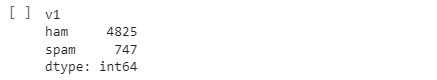 [ ] v1
ham 4825
spam 747
dtype: int64